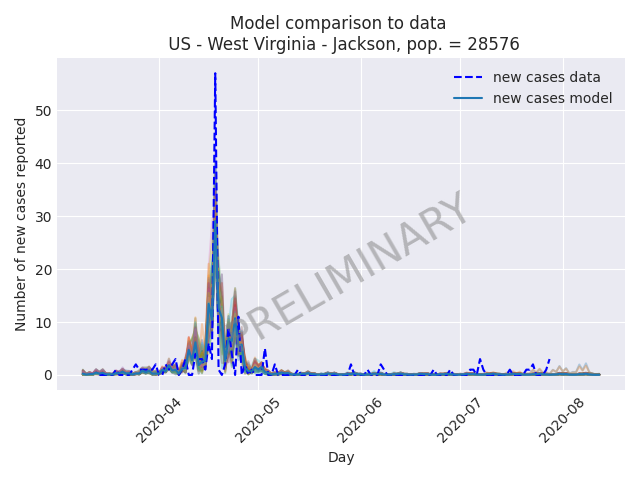 Model comparison to data
US - West Virginia - Jackson, pop. = 28576
new cases data
new cases model
Number of new cases reported
50
40
30
20
10
0
PRELIMINARY
2020-04
2020-05
2020-06
2020-07
2020-08
Day